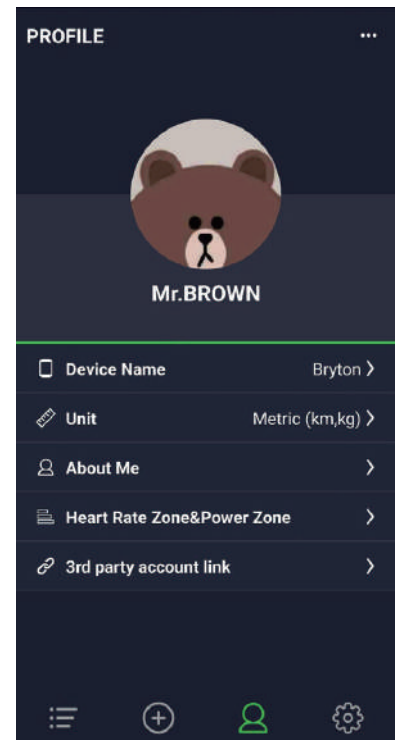 PROFILE ...
Mr.BROWN
Device Name Bryton >
Unit Metric (km,kg) >
About Me >
Heart Rate Zone&Power Zone >
3rd party account link >